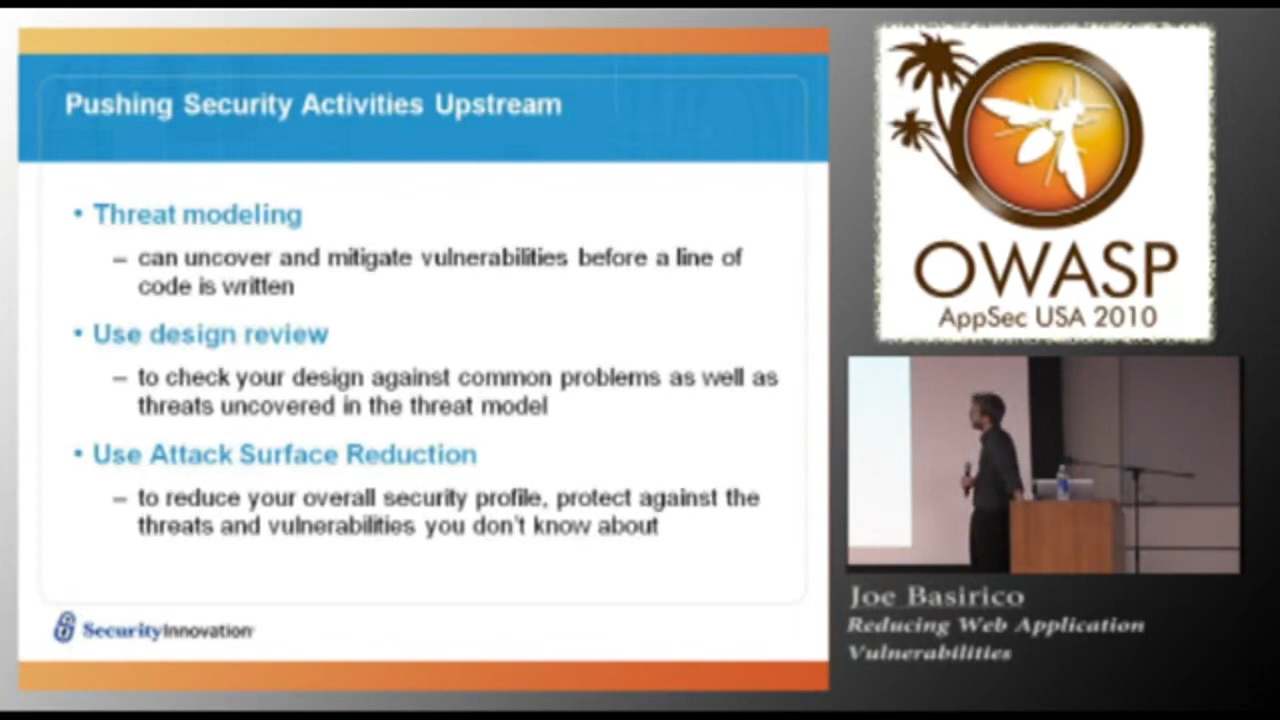 Pushing Security Activities Upstream
• Threat modeling
– can uncover and mitigate vulnerabilities before a line of
code is written
• Use design review
– to check your design against common problems as well as
threats uncovered in the threat model
• Use Attack Surface Reduction
– to reduce your overall security profile, protect against the
threats and vulnerabilities you don't know about
SecurityInnovation
OWASP
AppSec USA 2010
Joe Basirico
Reducing Web Application
Vulnerabilities